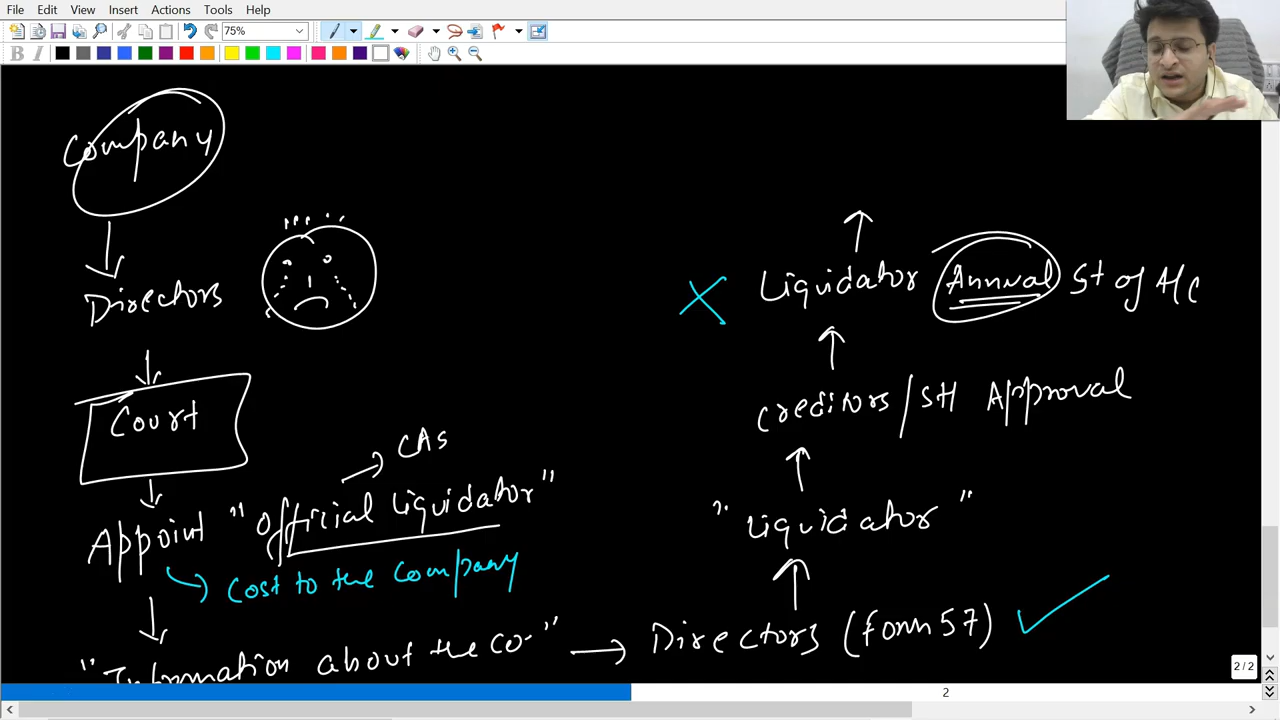 File Edit View Insert Actions Tools Help
75%
B I U
Company
Directors
Court
CAs
Appoint "Official Liquidator"
Cost to the Company
"Information about the Co-" → Directors (Form 57)
"Liquidator"
Creditors/SH Approval
Liquidator Annual St of A/C
2/2
2